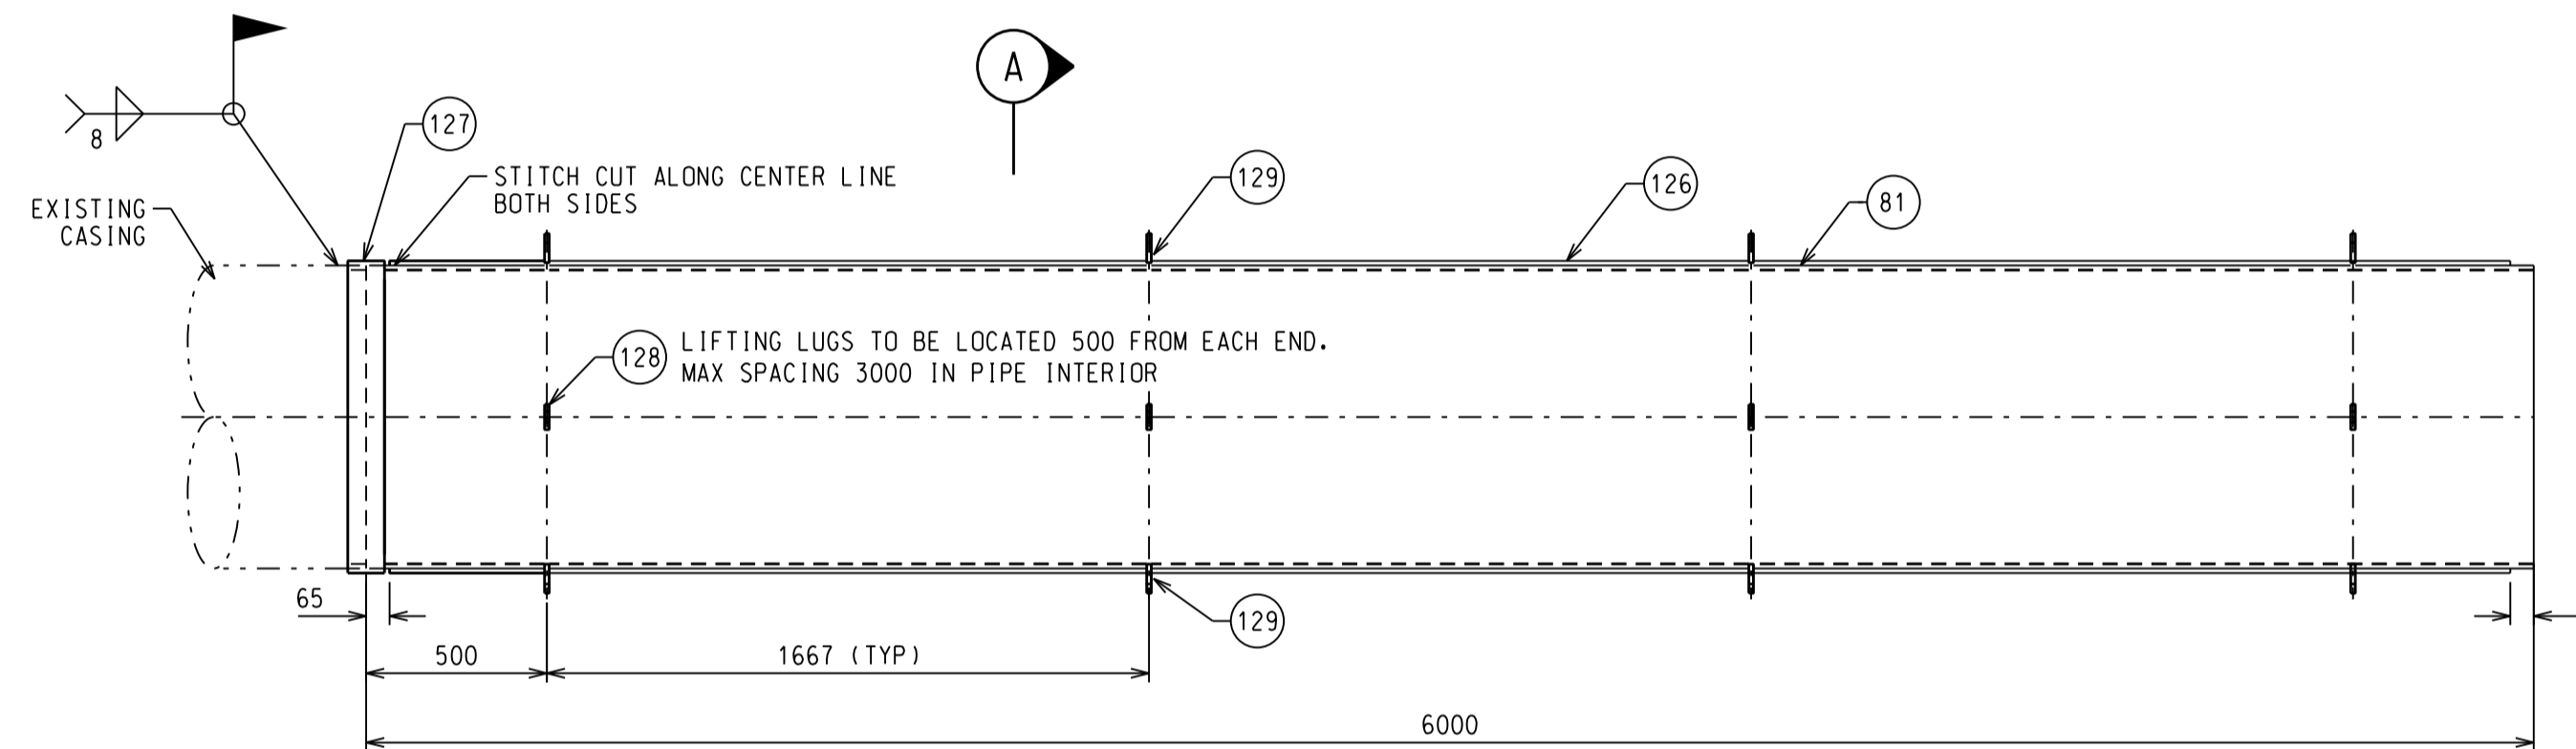 A
127
8
STITCH CUT ALONG CENTER LINE
BOTH SIDES
129
126
81
EXISTING
CASING
128
LIFTING LUGS TO BE LOCATED 500 FROM EACH END.
MAX SPACING 3000 IN PIPE INTERIOR
65
129
500
1667 (TYP)
6000